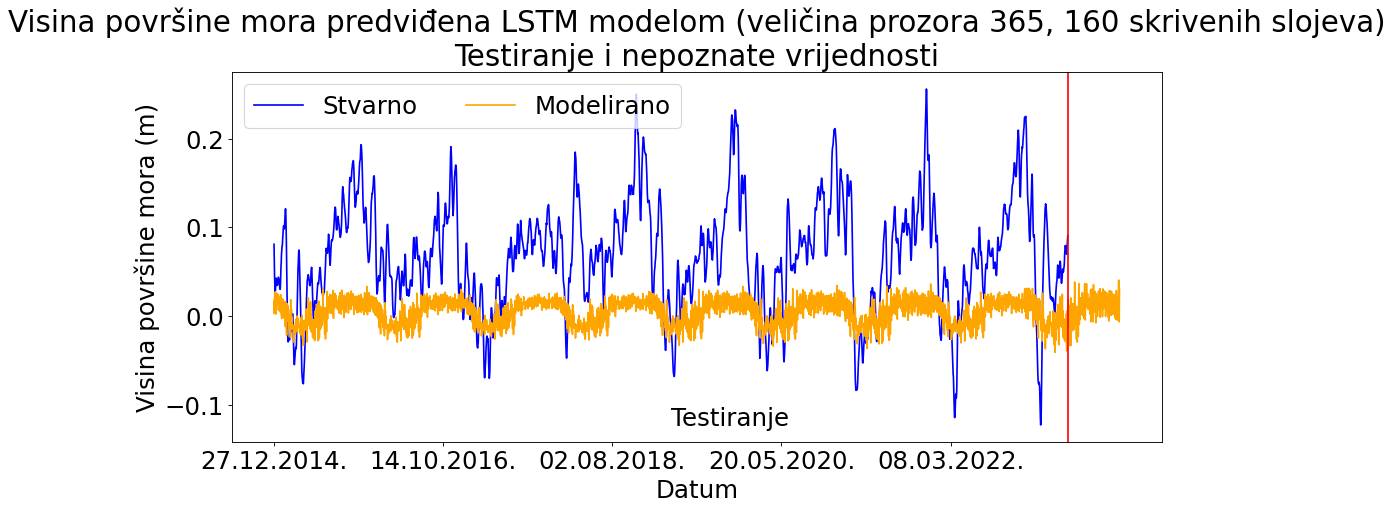 Visina površine mora predviđena LSTM modelom (veličina prozora 365, 160 skrivenih slojeva)
Testiranje i nepoznate vrijednosti
Stvarno
Modelirano
Visina površine mora (m)
0.2
0.1
0.0
−0.1
Testiranje
27.12.2014.
14.10.2016.
02.08.2018.
20.05.2020.
08.03.2022.
Datum